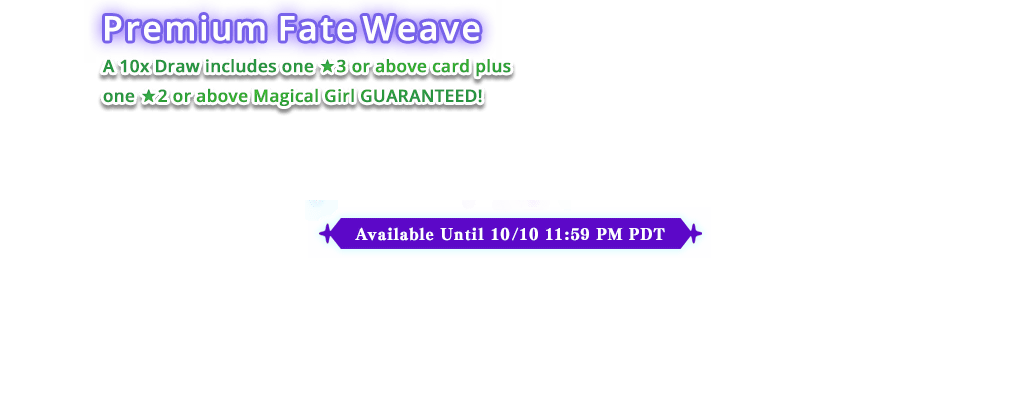 Premium Fate Weave
A 10x Draw includes one ★3 or above card plus
one ★2 or above Magical Girl GUARANTEED!
Available Until 10/10 11:59 PM PDT